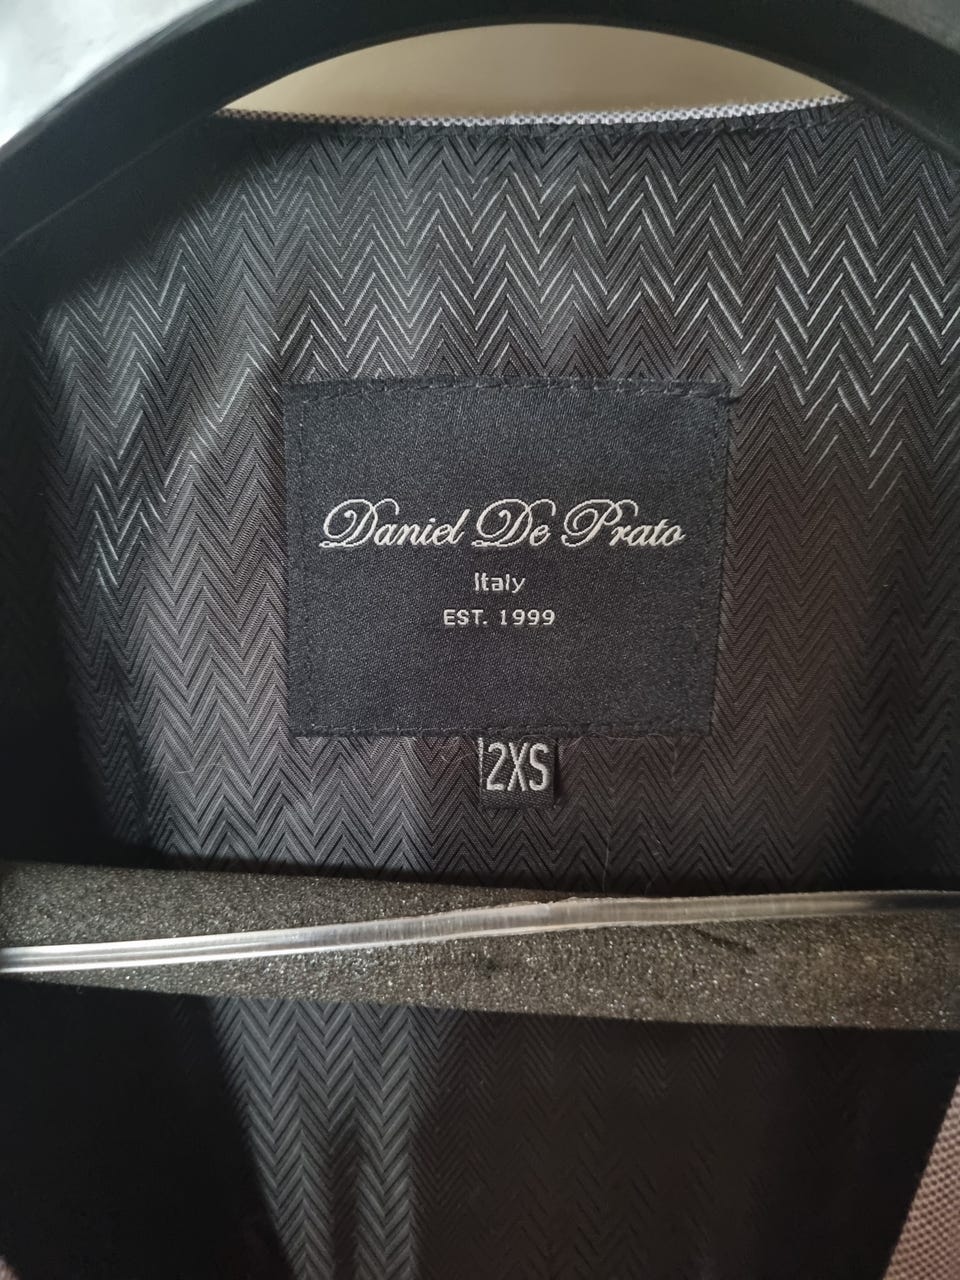 Daniel De Prato
Italy
EST. 1999
2XS